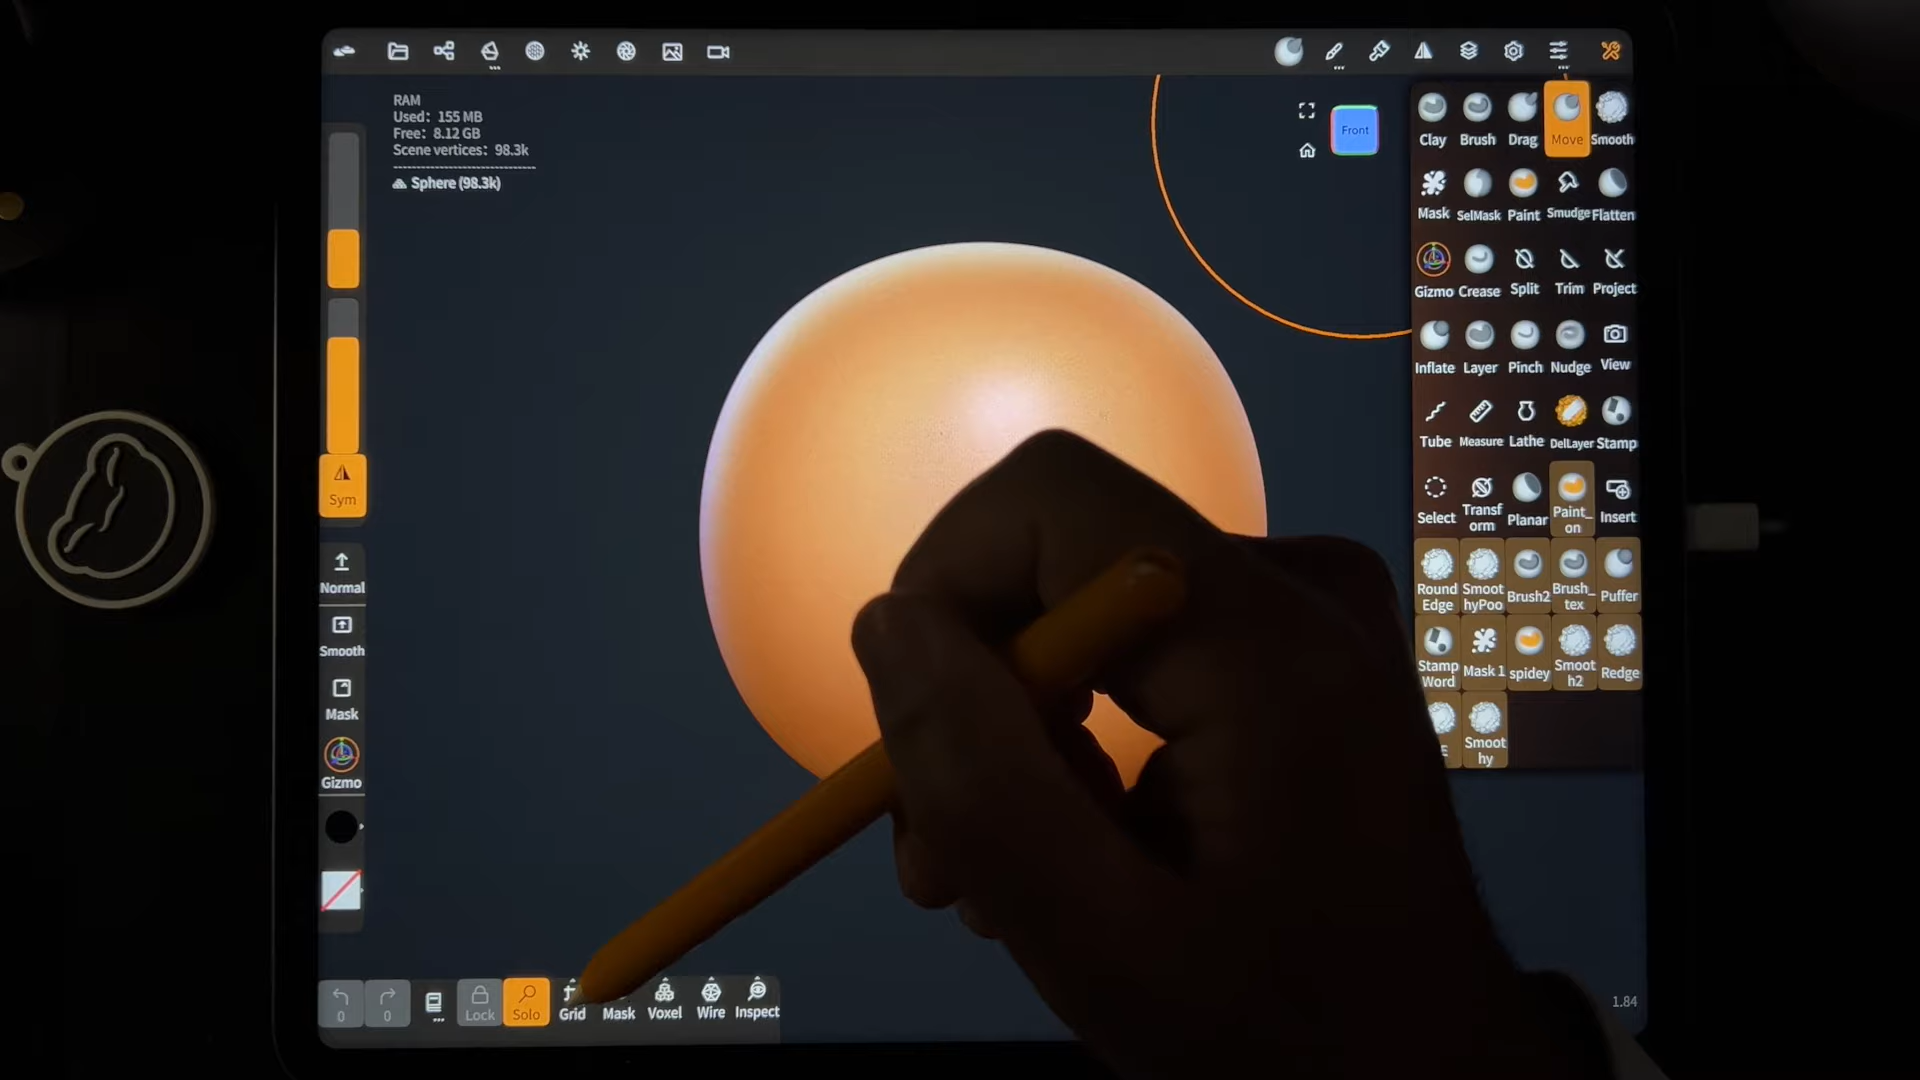 RAM
Used: 155 MB
Free: 8.12 GB
Scene vertices: 98.3k
Sphere (98.3k)
Front
Clay Brush Drag Move Smooth
Mask SelMask Paint Smudge Flatten
Gizmo Crease Split Trim Project
Inflate Layer Pinch Nudge View
Tube Measure Lathe DelLayer Stamp
Select Transf
orm Planar Paint_
on Insert
Round
Edge Smoot
hyPoo Brush2 Brush_
tex Puffer
Stamp
Word Mask 1 spidey Smoot
h2 Redge
Smoot
hy
Sym
Normal
Smooth
Mask
Gizmo
0 0 Lock Solo Grid Mask Voxel Wire Inspect
1.84